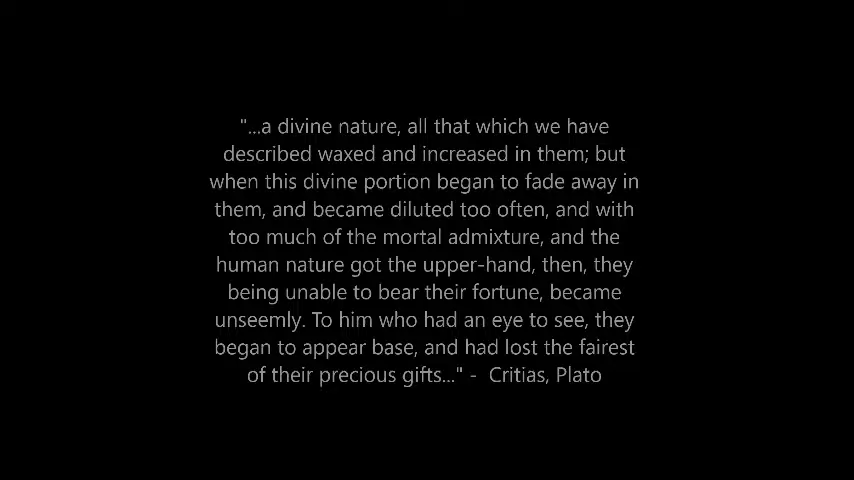 "...a divine nature, all that which we have
described waxed and increased in them; but
when this divine portion began to fade away in
them, and became diluted too often, and with
too much of the mortal admixture, and the
human nature got the upper-hand, then, they
being unable to bear their fortune, became
unseemly. To him who had an eye to see, they
began to appear base, and had lost the fairest
of their precious gifts..." -  Critias, Plato